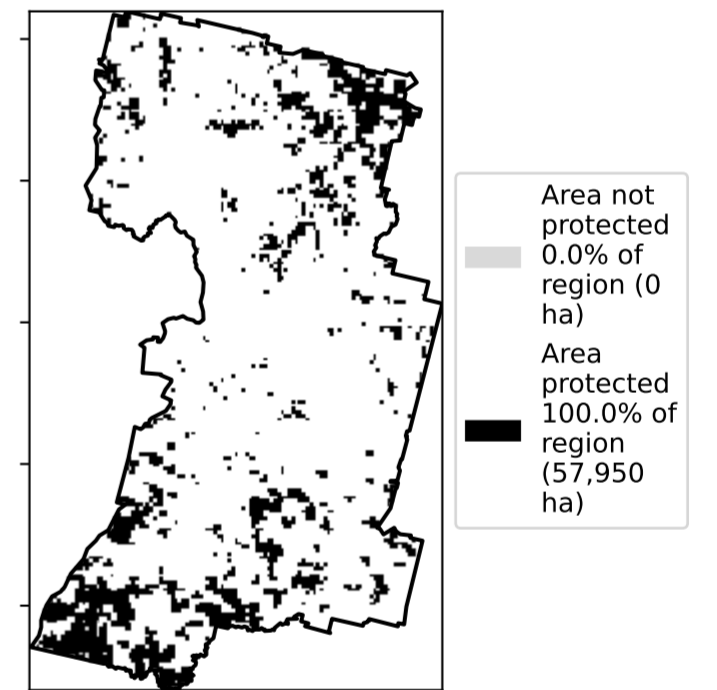 Area not
protected
0.0% of
region (0
ha)
Area
protected
100.0% of
region
(57,950
ha)